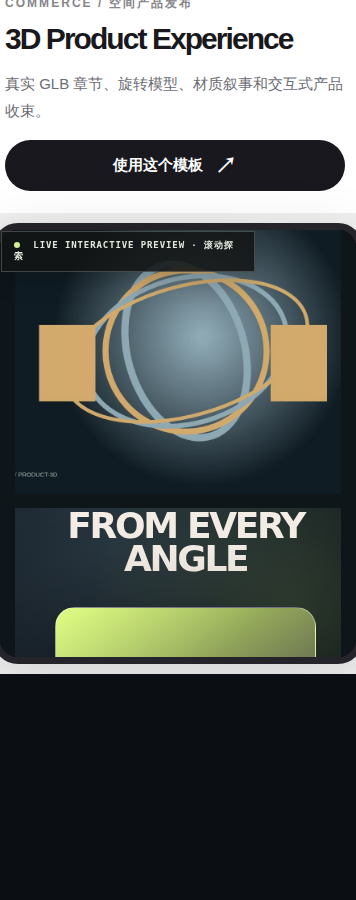 COMMERCE / 空间产品发布
3D Product Experience
真实 GLB 章节、旋转模型、材质叙事和交互式产品
收束。
使用这个模板 ↗
LIVE INTERACTIVE PREVIEW · 滚动探
索
/ PRODUCT-3D
FROM EVERY
ANGLE